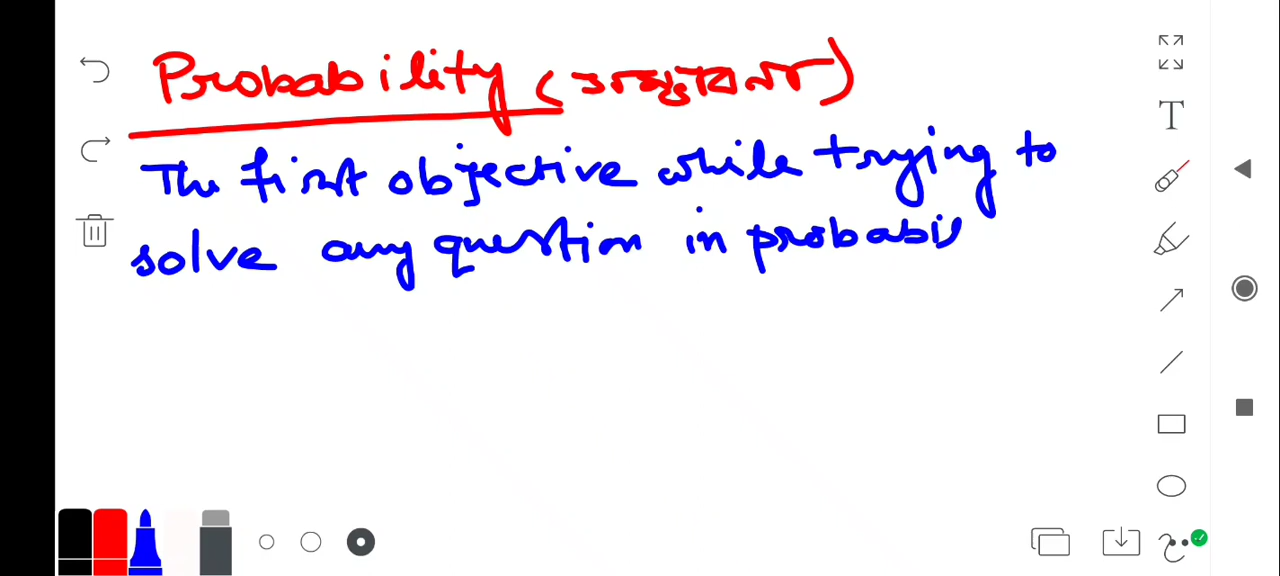 Probability (
The first objective while trying to
solve any question in probabi
T